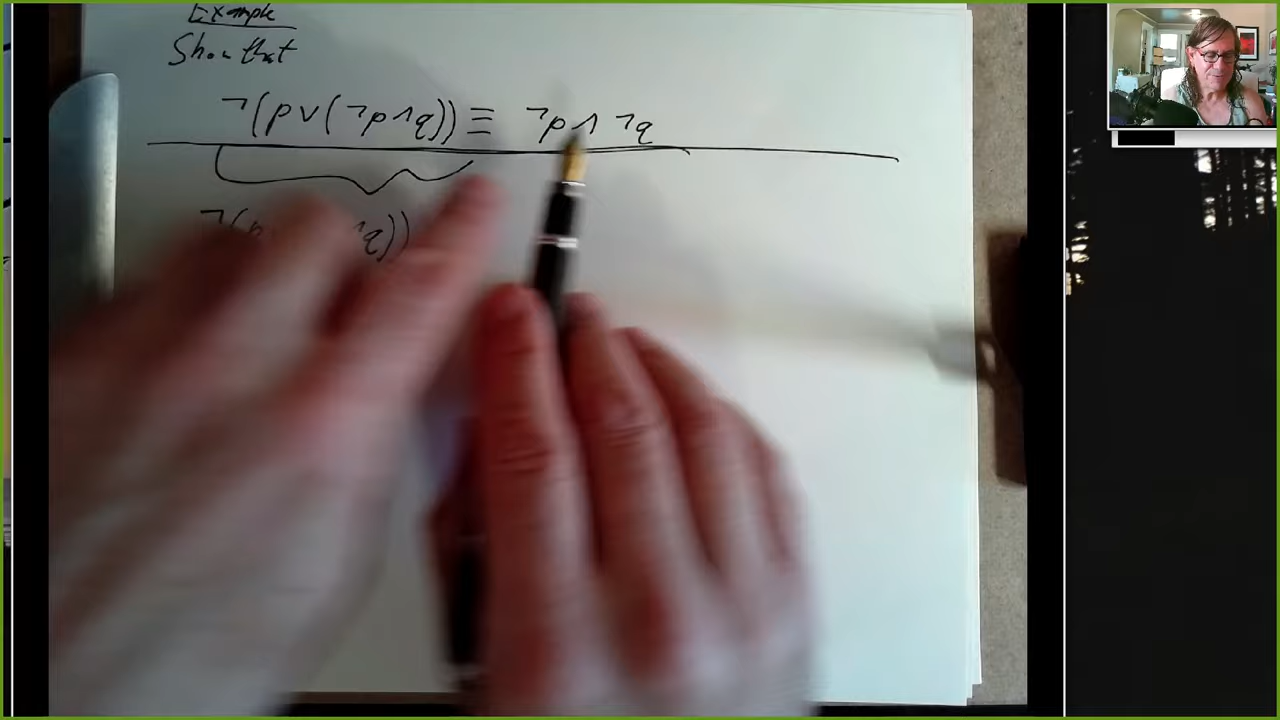 Example
Show that
¬(p∨(¬p∧q)) ≡ ¬p∧¬q
¬(p q))